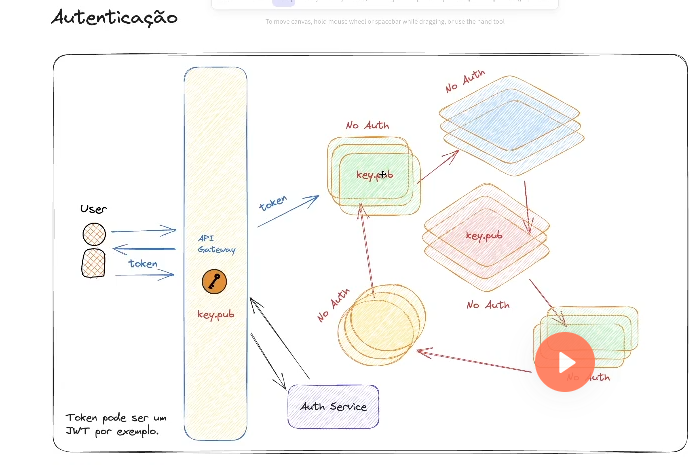 Autenticação
To move canvas, hold mouse wheel or spacebar while dragging, or use the hand tool
No Auth
No Auth
key.pub
token
User
API
Gateway
token
key.pub
key.pub
No Auth
No Auth
No Auth
Auth Service
Token pode ser um
JWT por exemplo.